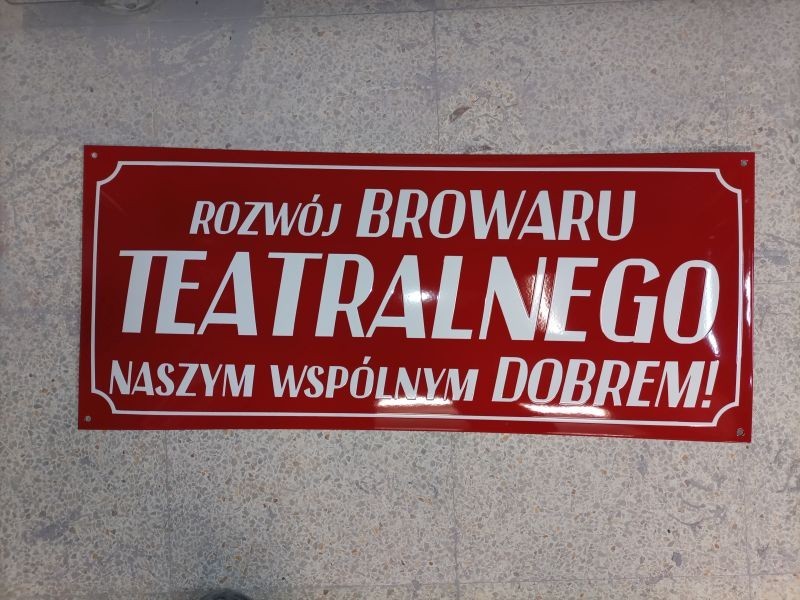 ROZWÓJ BROWARU
TEATRALNEGO
NASZYM WSPÓLNYM DOBREM!